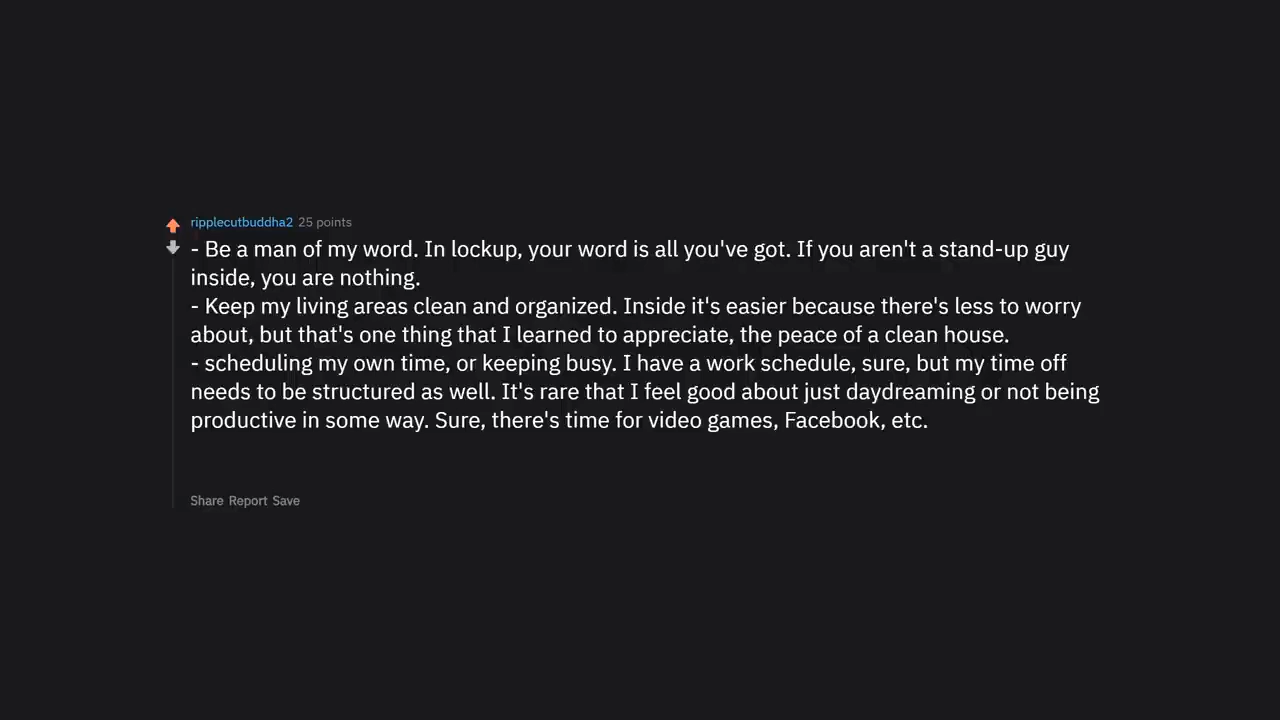 ripplecutbuddha2 25 points
- Be a man of my word. In lockup, your word is all you've got. If you aren't a stand-up guy
inside, you are nothing.
- Keep my living areas clean and organized. Inside it's easier because there's less to worry
about, but that's one thing that I learned to appreciate, the peace of a clean house.
- scheduling my own time, or keeping busy. I have a work schedule, sure, but my time off
needs to be structured as well. It's rare that I feel good about just daydreaming or not being
productive in some way. Sure, there's time for video games, Facebook, etc.
Share Report Save